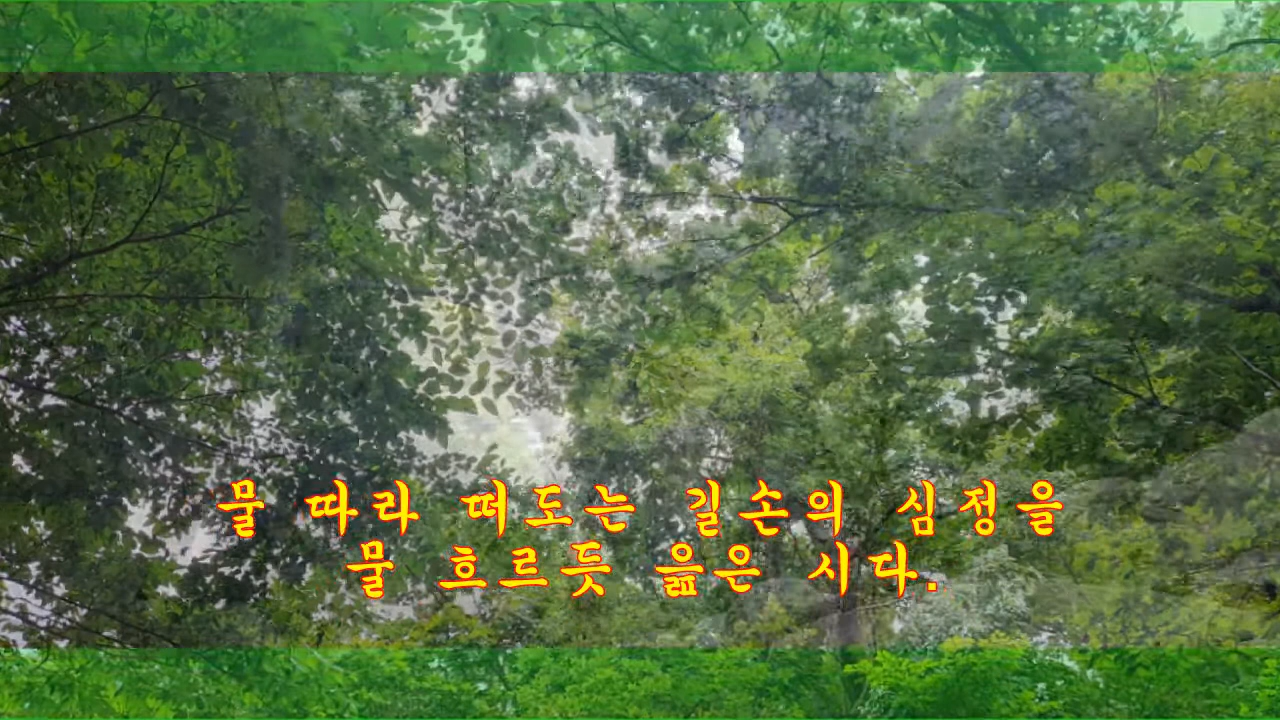 물 따라 떠도는 길손의 심정을
물 흐르듯 읊은 시다.